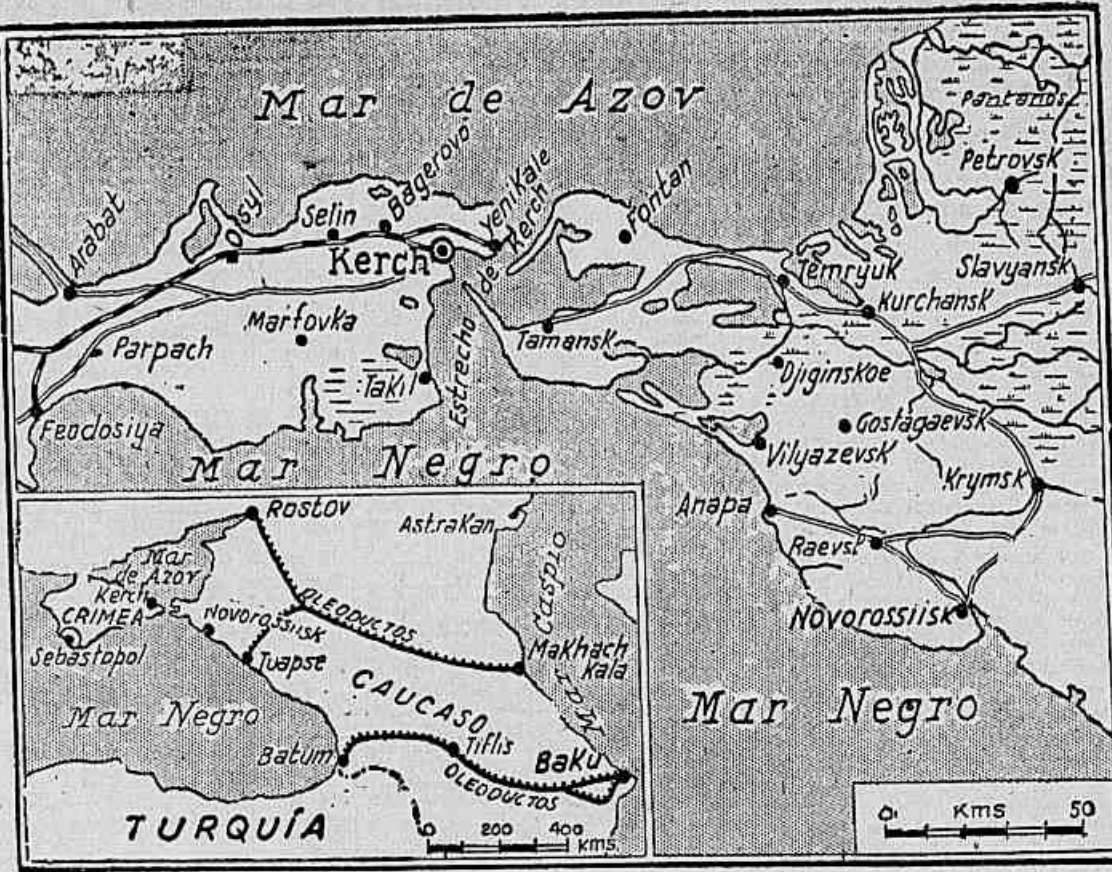 Mar de Azov
Pantanos
Petrovsk
Arabat
Osyl
Selin
Bagerovo
Yenikale
Fontan
Kerch
Estrecho de Kerch
Temryuk
Slavyansk
Kurchansk
Marfovka
Parpach
Takil
Tamansk
Djiginskoe
Feodosiya
Gostagaevsk
Vilyazevsk
Mar Negro
Krymsk
Anapa
Raevsk
Novorossiisk
Mar Negro
0 Kms 50
Rostov
Astrakan
Mar
de Azov
Kerch
CRIMEA
Sebastopol
Novorossiisk
OLEODUCTOS
Mar Caspio
Makhach
Kala
Tuapse
CAUCASO
Mar Negro
Batum
Tiflis
Baku
OLEODUCTOS
TURQUÍA
0 200 400
kms.